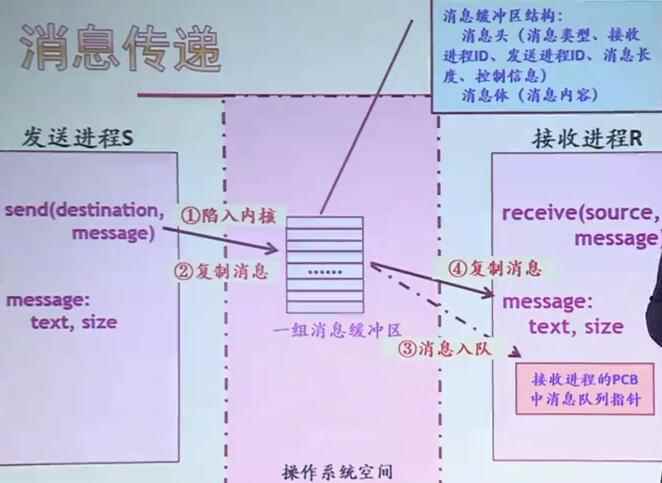 消息传递
消息缓冲区结构：
消息头（消息类型、接收
进程ID、发送进程ID、消息长
度、控制信息）
消息体（消息内容）
发送进程S
接收进程R
send(destination,
message)
message:
text, size
①陷入内核
②复制消息
......
一组消息缓冲区
④复制消息
③消息入队
receive(source,
message)
message:
text, size
接收进程的PCB
中消息队列指针
操作系统空间